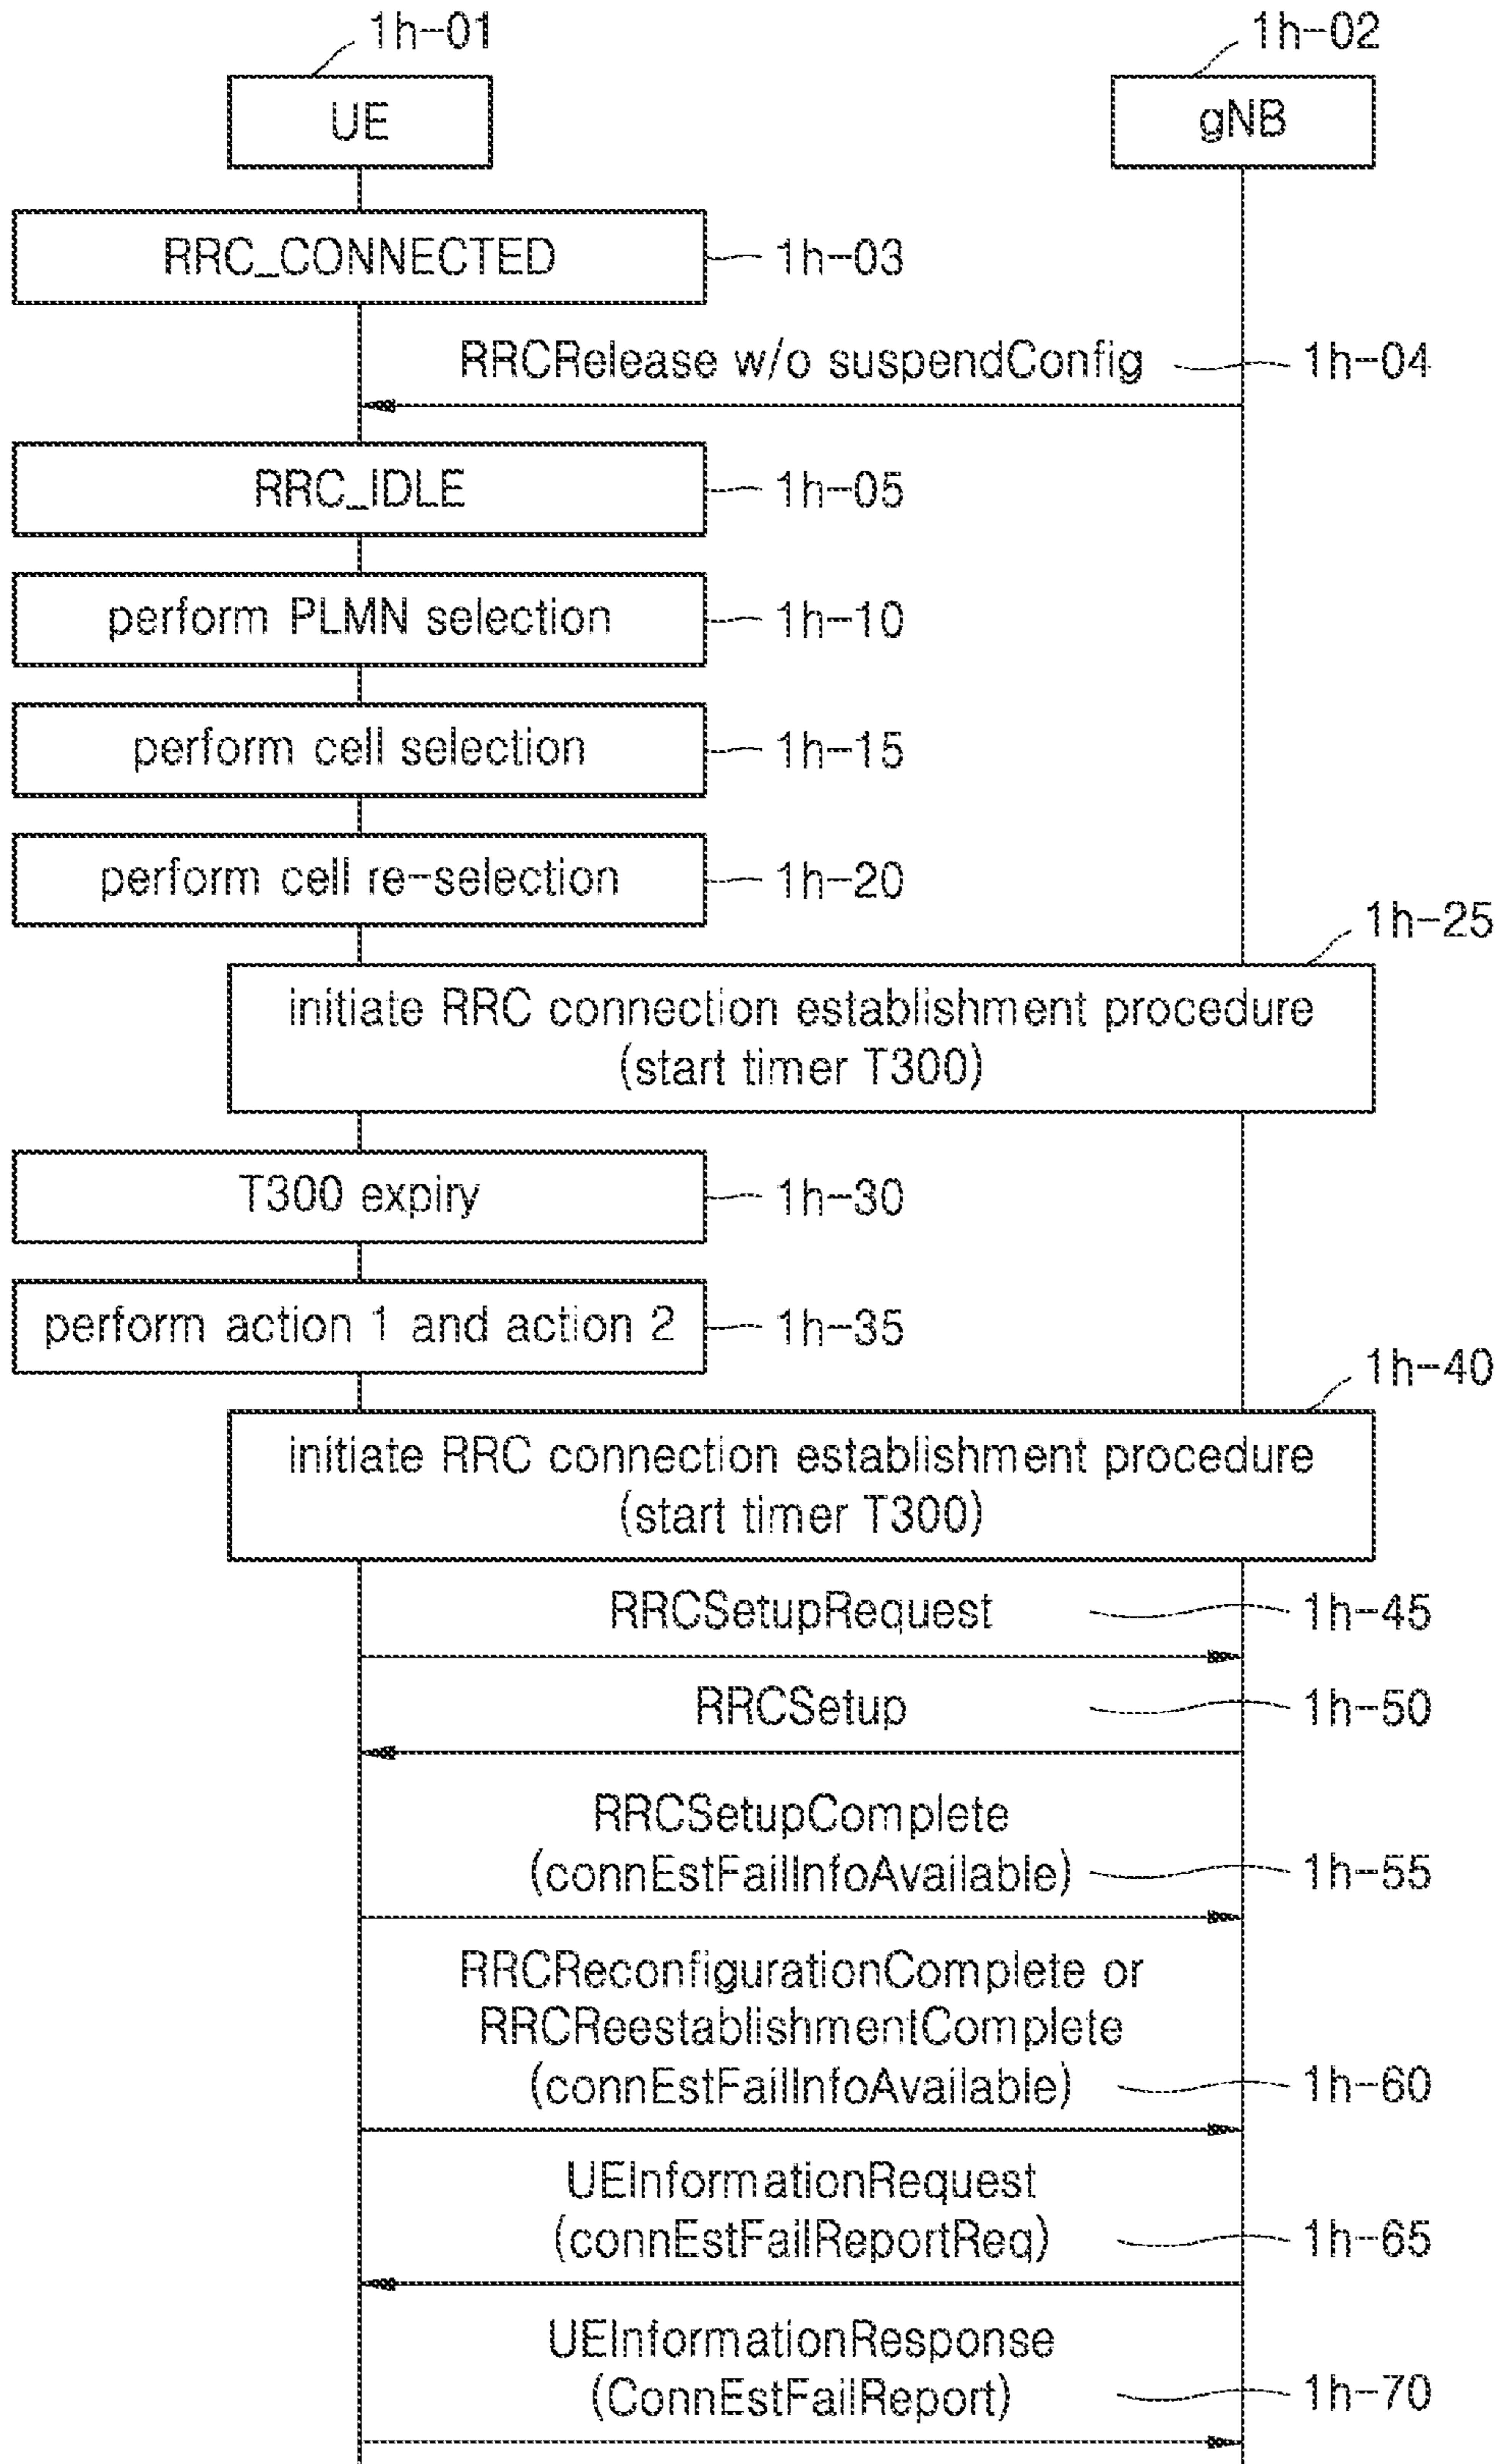 1h-01
1h-02
UE
gNB
RRC_CONNECTED
1h-03
RRCRelease w/o suspendConfig
1h-04
RRC_IDLE
1h-05
perform PLMN selection
1h-10
perform cell selection
1h-15
perform cell re-selection
1h-20
1h-25
initiate RRC connection establishment procedure
(start timer T300)
T300 expiry
1h-30
perform action 1 and action 2
1h-35
1h-40
initiate RRC connection establishment procedure
(start timer T300)
RRCSetupRequest
1h-45
RRCSetup
1h-50
RRCSetupComplete
(connEstFailInfoAvailable)
1h-55
RRCReconfigurationComplete or
RRCReestablishmentComplete
(connEstFailInfoAvailable)
1h-60
UEInformationRequest
(connEstFailReportReq)
1h-65
UEInformationResponse
(ConnEstFailReport)
1h-70